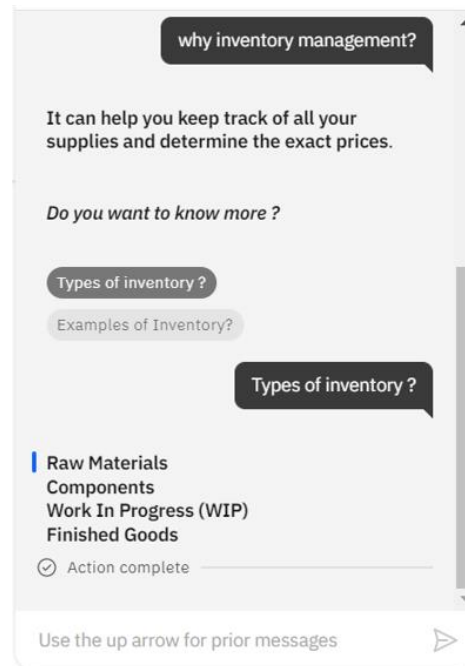 why inventory management?
It can help you keep track of all your
supplies and determine the exact prices.
Do you want to know more ?
Types of inventory ?
Examples of Inventory?
Types of inventory ?
Raw Materials
Components
Work In Progress (WIP)
Finished Goods
Action complete
Use the up arrow for prior messages